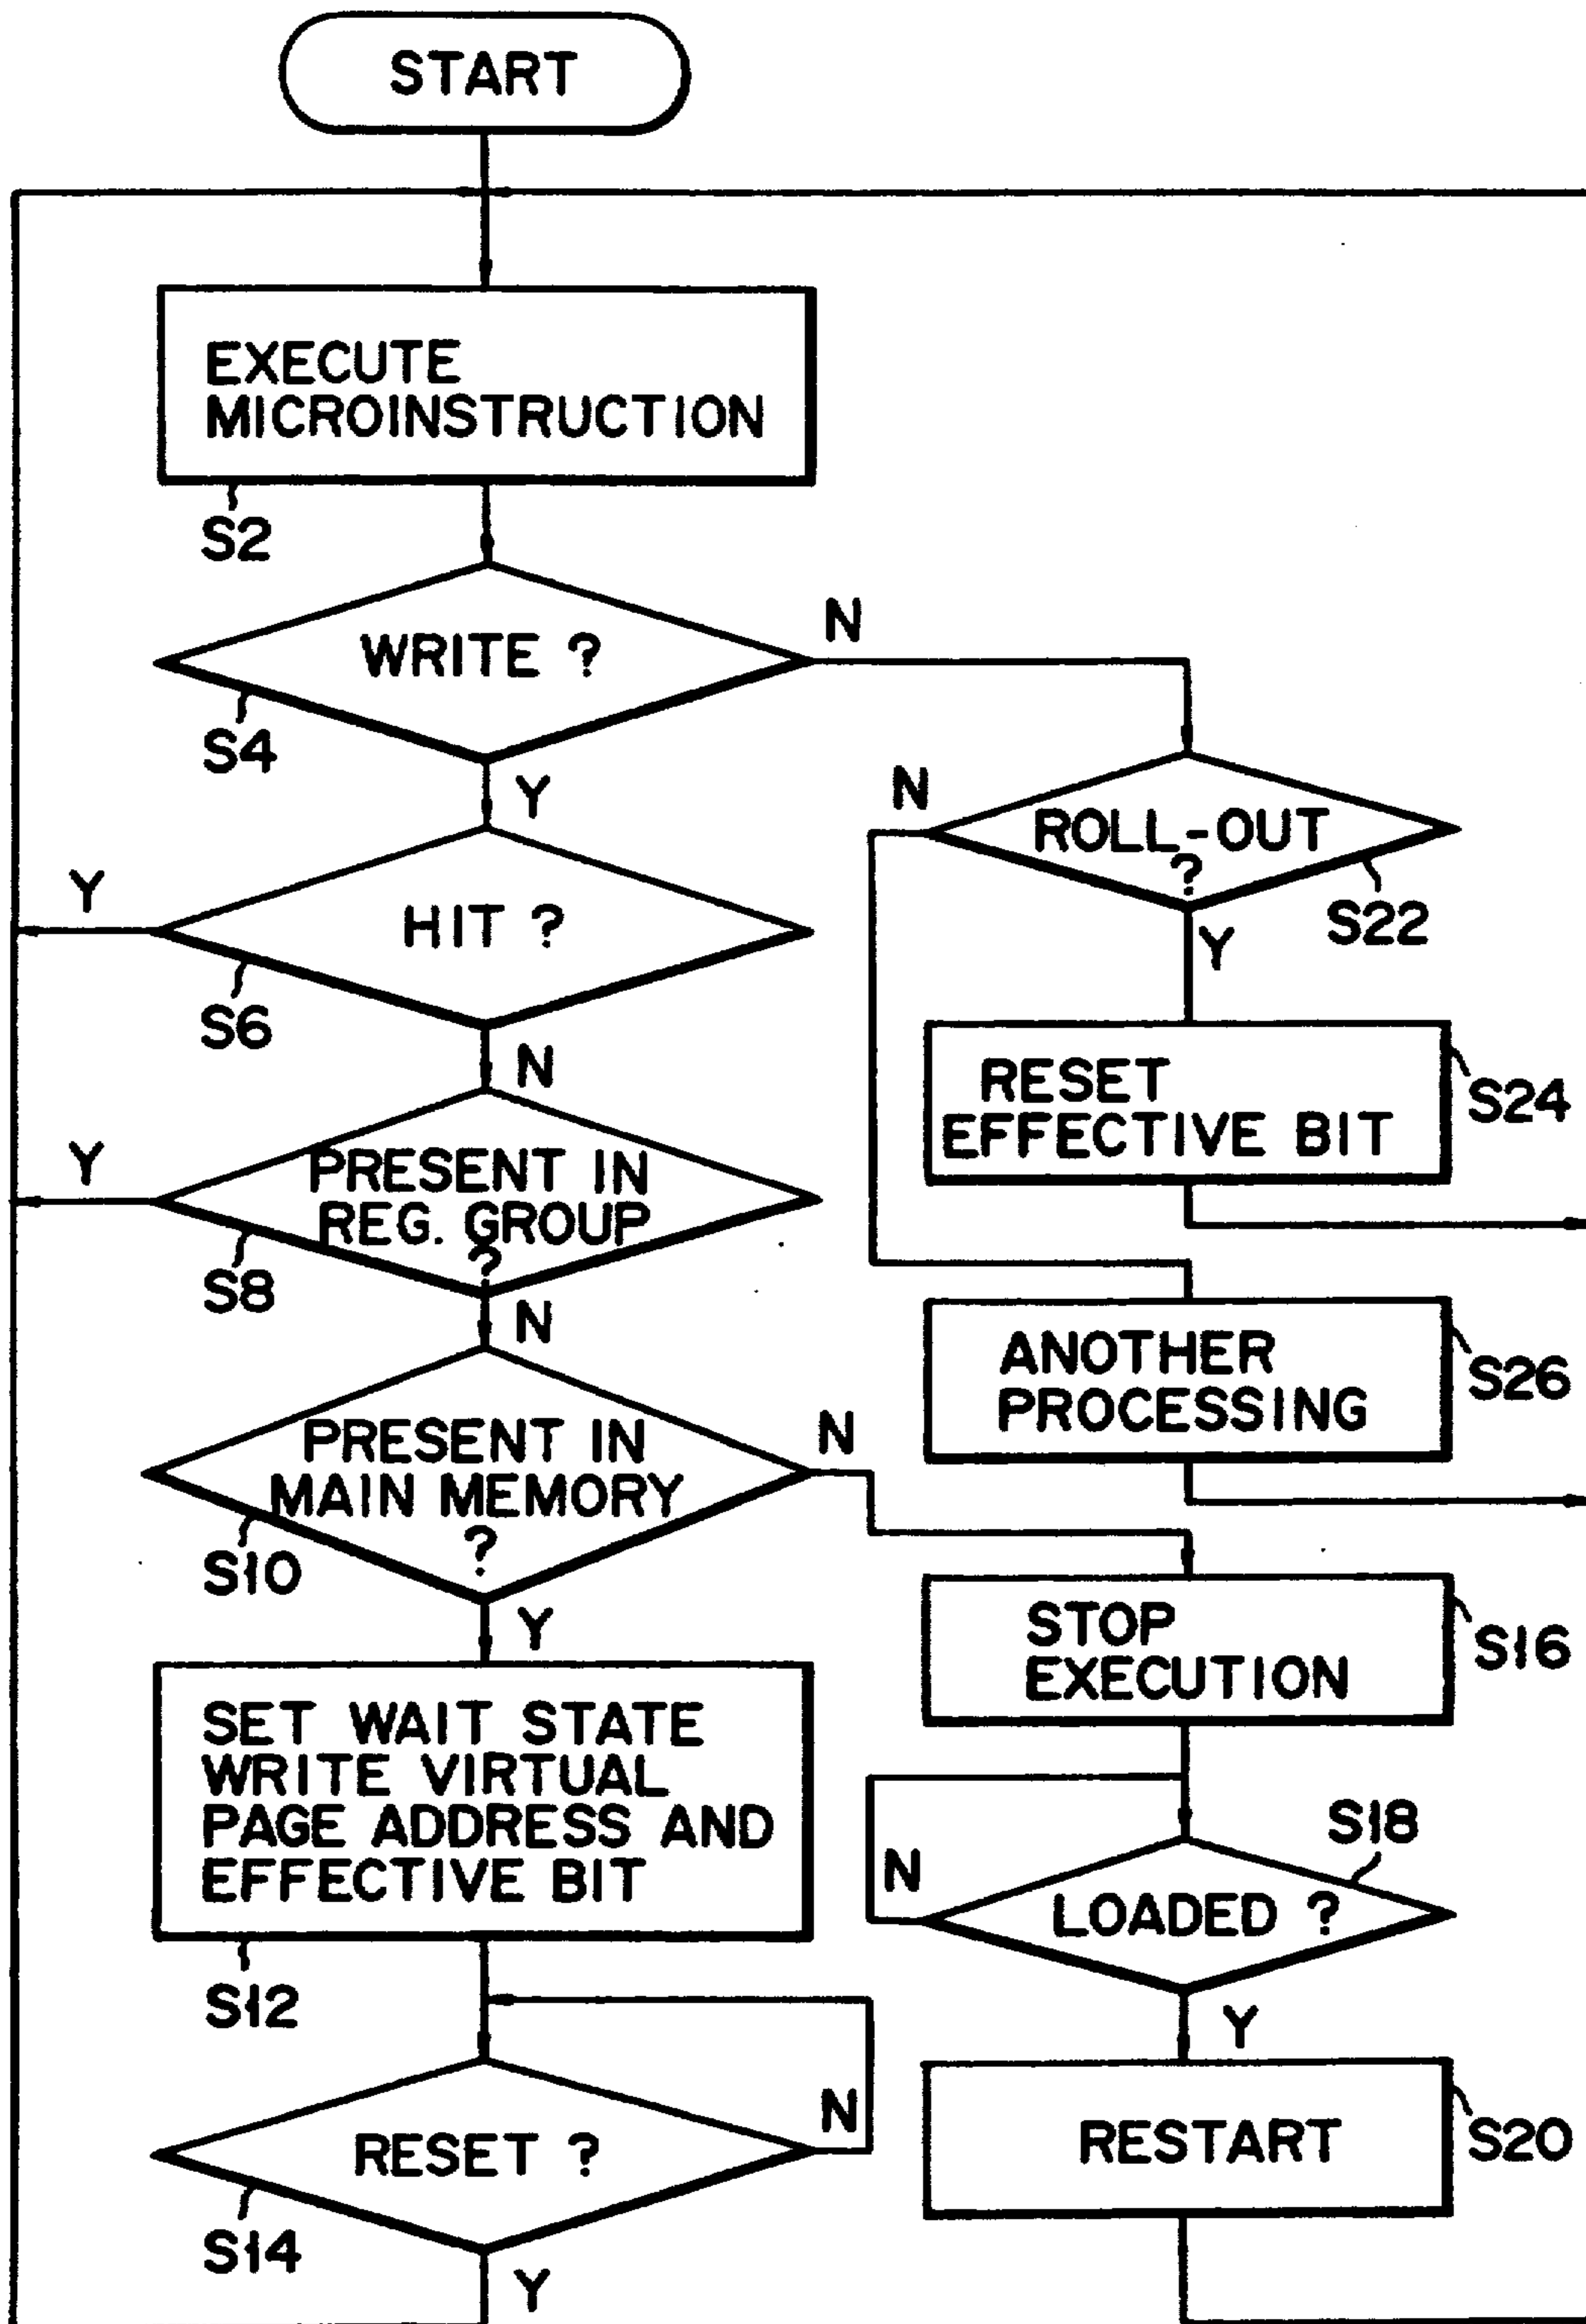 START
EXECUTE
MICROINSTRUCTION
S2
WRITE ?
N
S4
Y
ROLL-OUT
?
N
S22
Y
HIT ?
Y
S6
N
RESET
EFFECTIVE BIT
S24
PRESENT IN
REG. GROUP
?
Y
S8
N
ANOTHER
PROCESSING
S26
PRESENT IN
MAIN MEMORY
?
N
S10
Y
STOP
EXECUTION
S16
SET WAIT STATE
WRITE VIRTUAL
PAGE ADDRESS AND
EFFECTIVE BIT
S12
LOADED ?
S18
N
Y
RESET ?
N
S14
Y
RESTART
S20